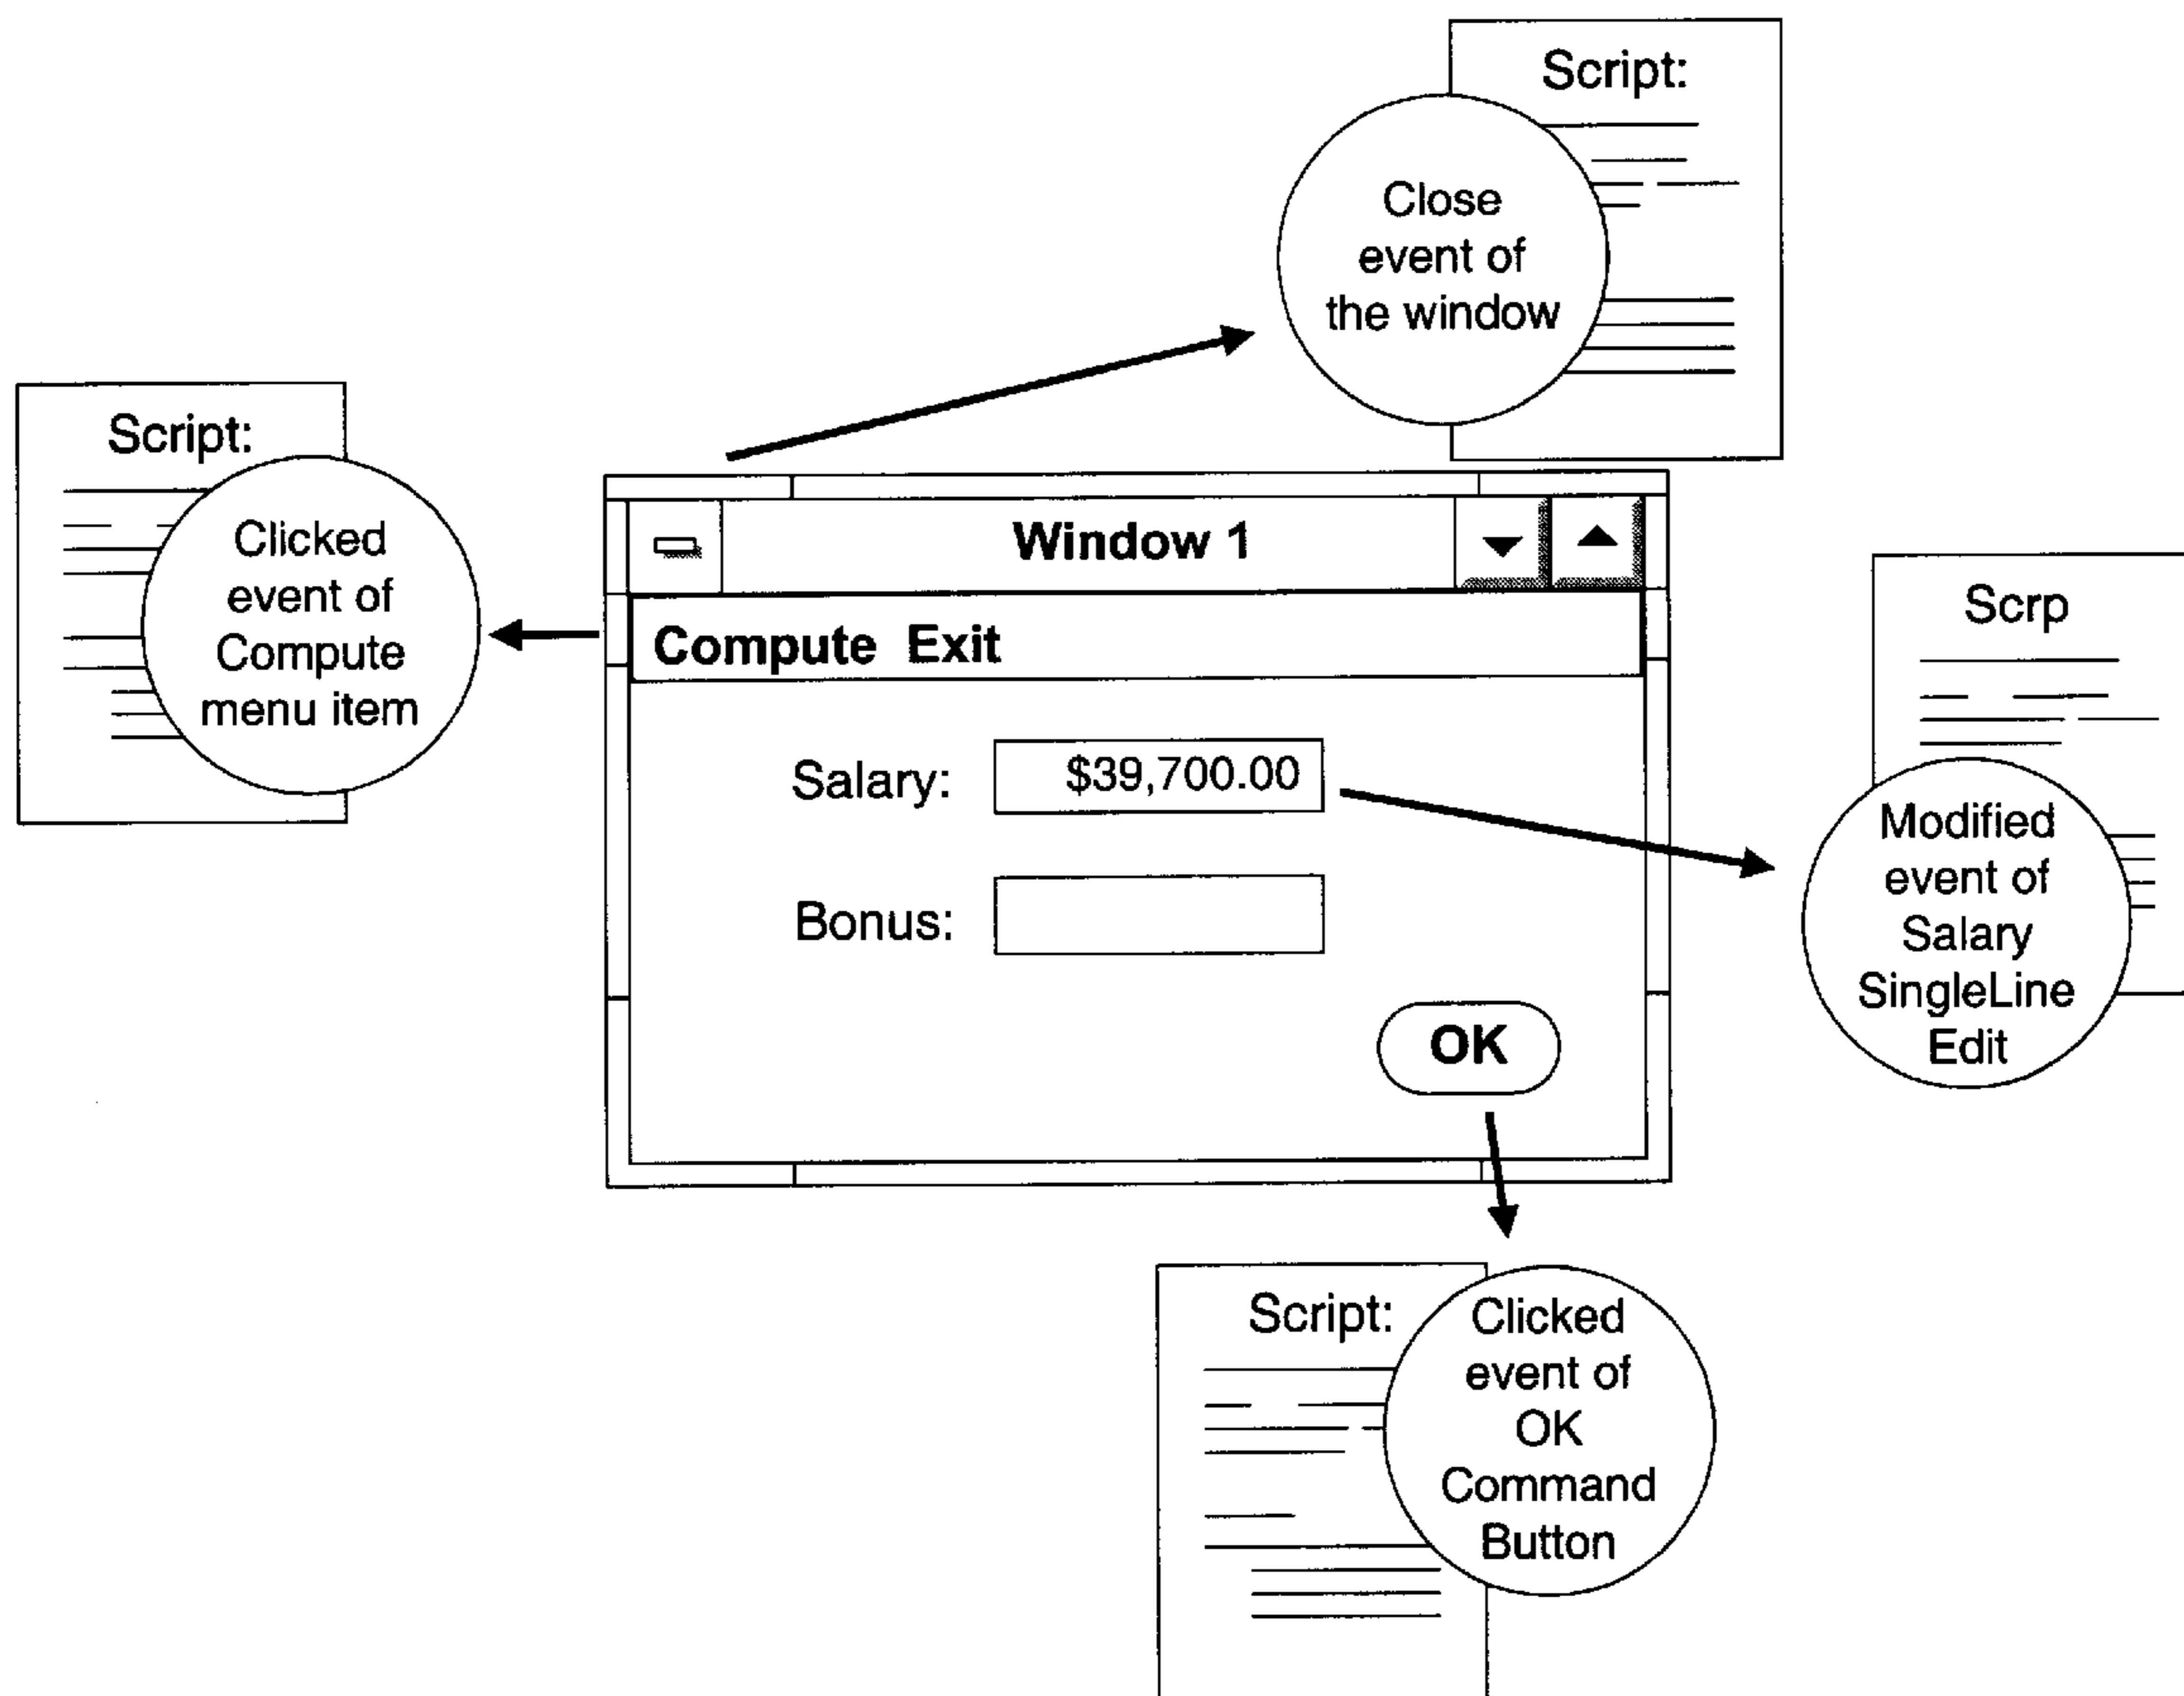 Script:
Close
event of
the window
Script:
Clicked
event of
Compute
menu item
Window 1
Compute Exit
Salary: $39,700.00
Bonus:
OK
Scrp
Modified
event of
Salary
SingleLine
Edit
Script:
Clicked
event of
OK
Command
Button